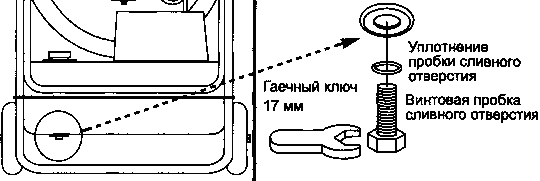 Уплотнение
пробки сливного
отверстия
Гаечный ключ
17 мм
Винтовая пробка
сливного отверстия